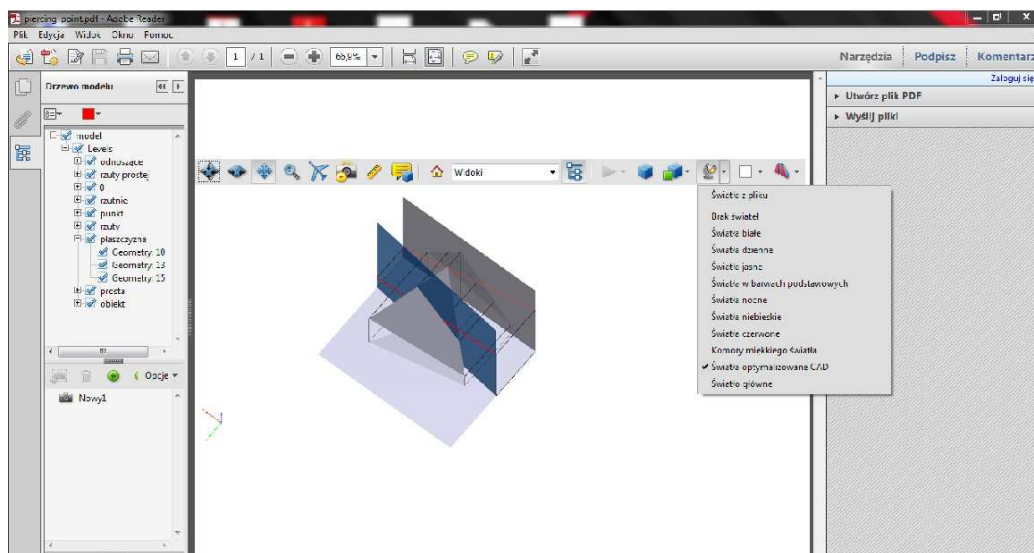 piercing-point.pdf - Adobe Reader
Plik Edycja Widok Okno Pomoc
1 / 1 66,9%
Narzędzia Podpisz Komentarz
Zaloguj się
Drzewo modelu
Utwórz plik PDF
Wyślij pliki
model
Levels
odnoszące
rzuty prostej
0
rzutnie
punkt
rzuty
płaszczyzna
Geometry 10
Geometry 13
Geometry 15
prosta
obiekt
Widoki
Światła z pliku
Brak świateł
Światła białe
Światła dzienne
Światła jasne
Światła w barwach podstawowych
Światła nocne
Światła niebieskie
Światła czerwone
Komory miękkiego światła
Światła optymalizowane CAD
Światło główne
Opcje
Nowy1